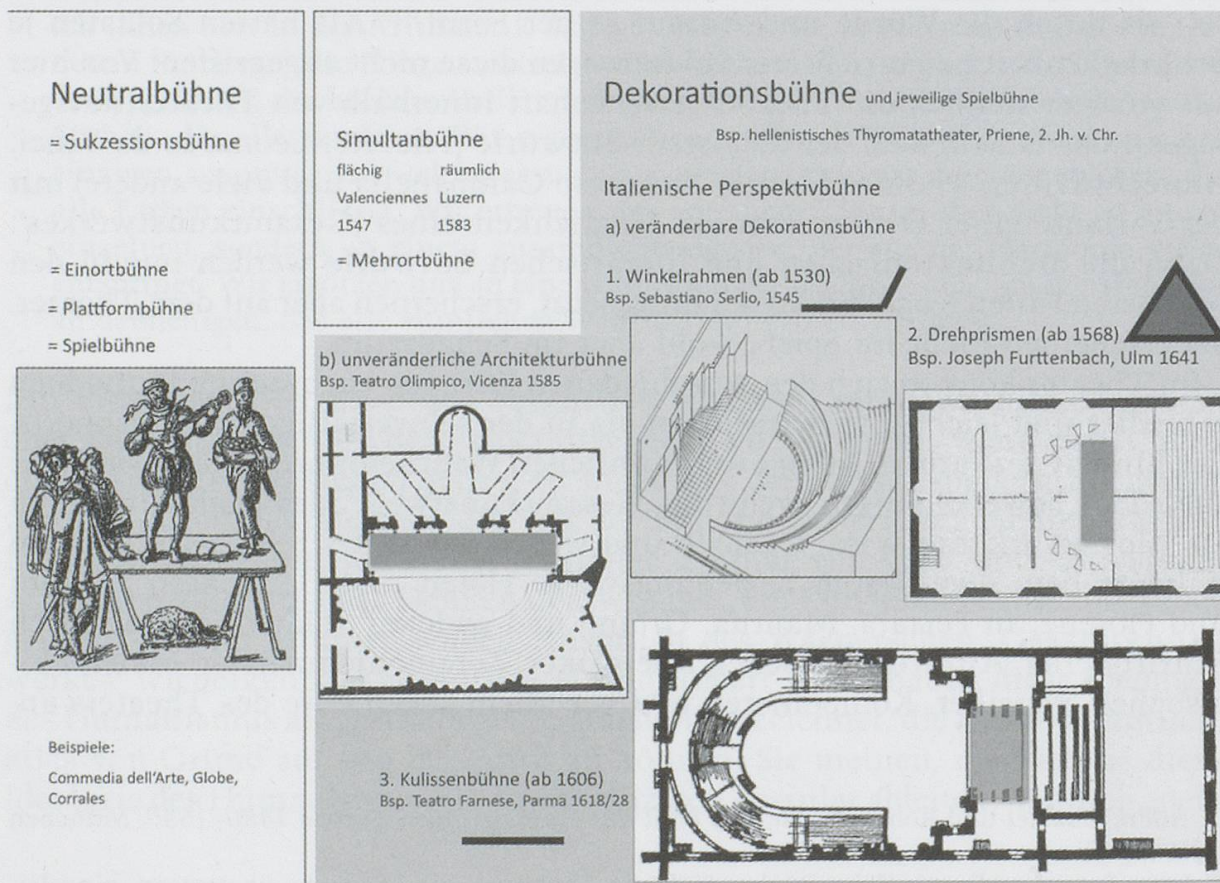 Neutralbühne
= Sukzessionsbühne
= Einortbühne
= Plattformbühne
= Spielbühne
Beispiele:
Commedia dell'Arte, Globe,
Corrales
Simultanbühne
flächig räumlich
Valenciennes Luzern
1547 1583
= Mehrortbühne
Dekorationsbühne und jeweilige Spielbühne
Bsp. hellenistisches Thyromatatheater, Priene, 2. Jh. v. Chr.
Italienische Perspektivbühne
a) veränderbare Dekorationsbühne
1. Winkelrahmen (ab 1530)
Bsp. Sebastiano Serlio, 1545
2. Drehprismen (ab 1568)
Bsp. Joseph Furttenbach, Ulm 1641
b) unveränderliche Architekturbühne
Bsp. Teatro Olimpico, Vicenza 1585
3. Kulissenbühne (ab 1606)
Bsp. Teatro Farnese, Parma 1618/28